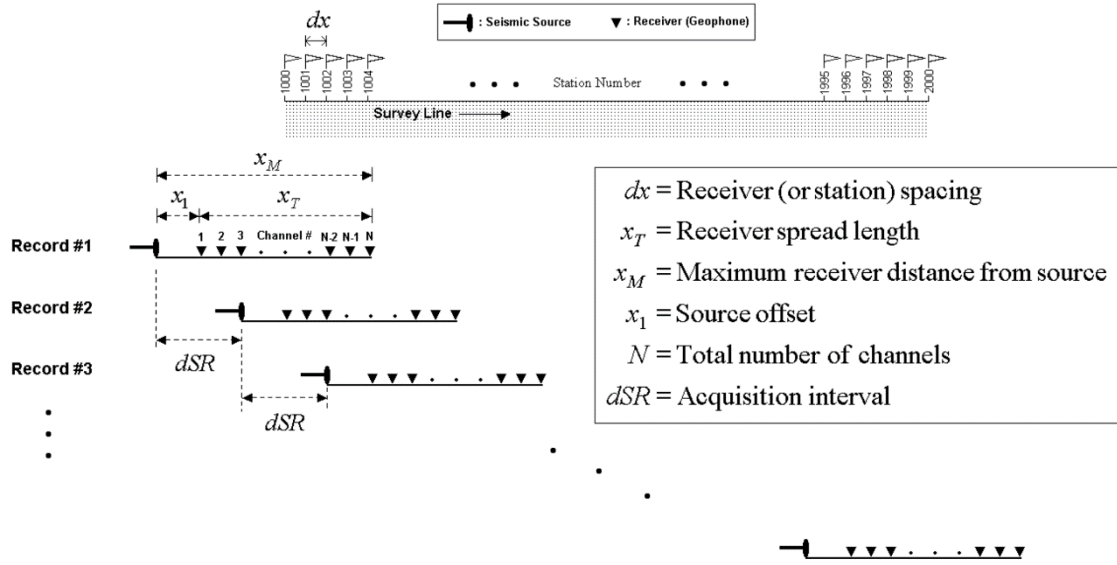 : Seismic Source : Receiver (Geophone)
dx
1000 1001 1002 1003 1004 1995 1996 1997 1998 1999 2000
Station Number
Survey Line
x_M
x_1 x_T
1 2 3 Channel # N-2 N-1 N
Record #1
Record #2
dSR
Record #3
dSR
dx = Receiver (or station) spacing
x_T = Receiver spread length
x_M = Maximum receiver distance from source
x_1 = Source offset
N = Total number of channels
dSR = Acquisition interval